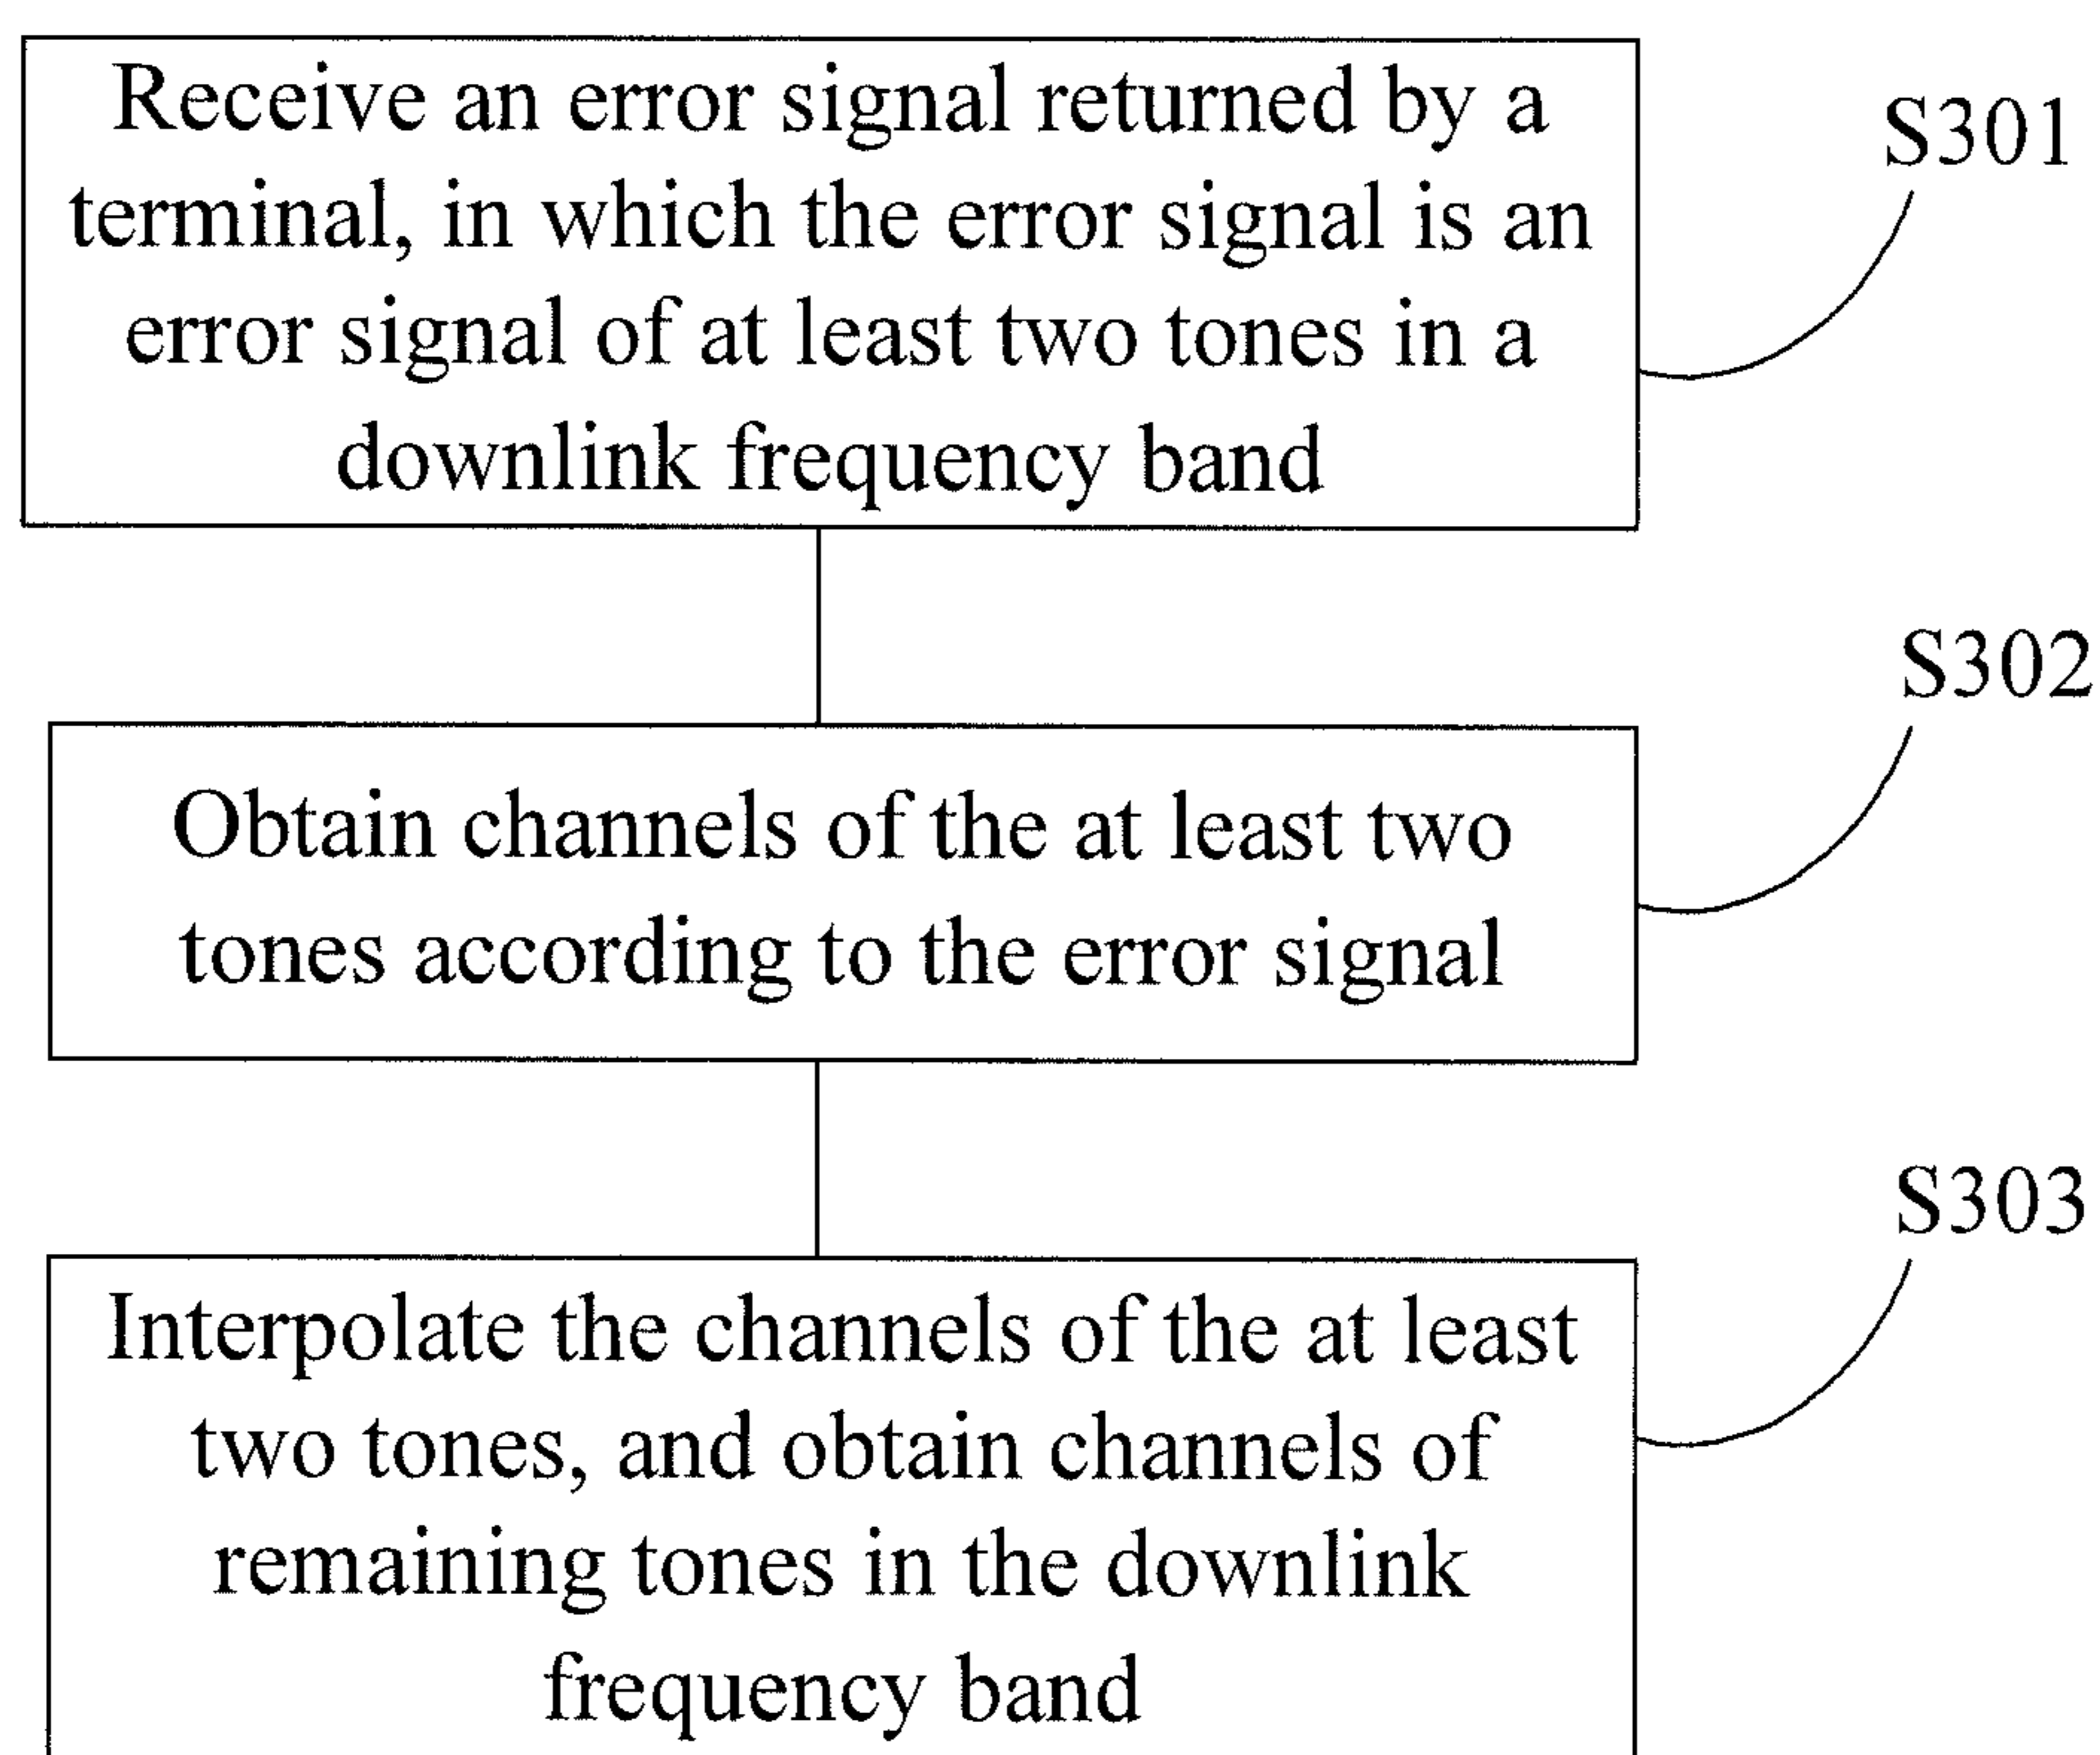 Receive an error signal returned by a
terminal, in which the error signal is an
error signal of at least two tones in a
downlink frequency band
S301
S302
Obtain channels of the at least two
tones according to the error signal
S303
Interpolate the channels of the at least
two tones, and obtain channels of
remaining tones in the downlink
frequency band